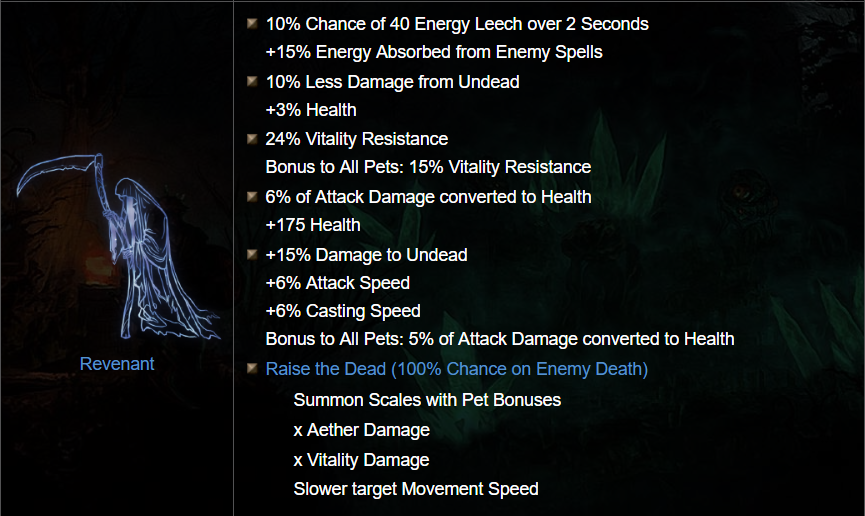 10% Chance of 40 Energy Leech over 2 Seconds
+15% Energy Absorbed from Enemy Spells
10% Less Damage from Undead
+3% Health
24% Vitality Resistance
Bonus to All Pets: 15% Vitality Resistance
6% of Attack Damage converted to Health
+175 Health
+15% Damage to Undead
+6% Attack Speed
+6% Casting Speed
Bonus to All Pets: 5% of Attack Damage converted to Health
Revenant
Raise the Dead (100% Chance on Enemy Death)
Summon Scales with Pet Bonuses
x Aether Damage
x Vitality Damage
Slower target Movement Speed